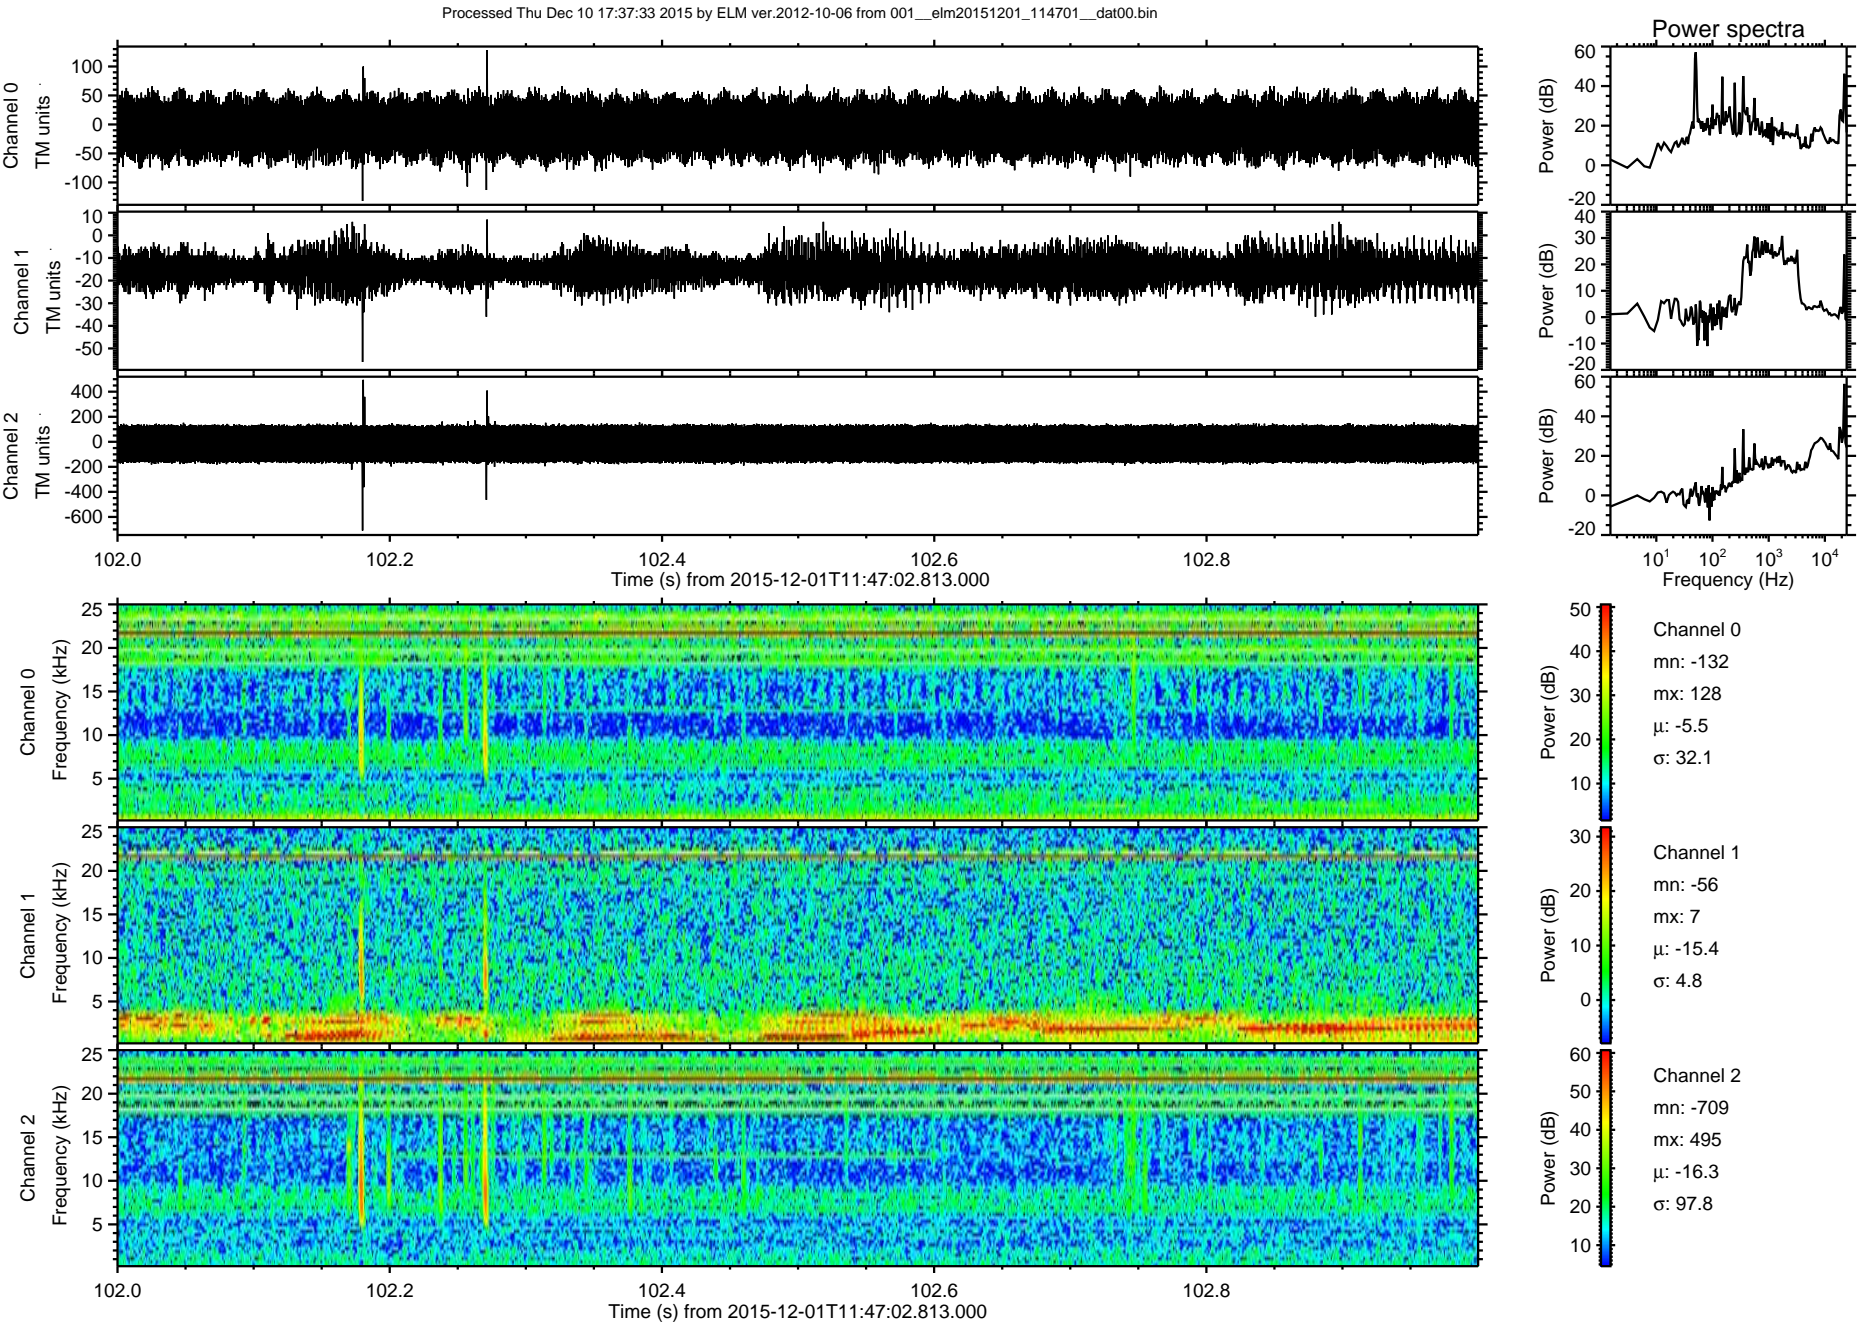 Processed Thu Dec 10 17:37:33 2015 by ELM ver.2012-10-06 from 001__elm20151201_114701__dat00.bin
Power spectra
Channel 0
TM units
100
50
0
-50
-100
Power (dB)
60
40
20
0
-20
Channel 1
TM units
10
0
-10
-20
-30
-40
-50
Power (dB)
40
30
20
10
0
-10
-20
Channel 2
TM units
400
200
0
-200
-400
-600
Power (dB)
60
40
20
0
-20
102.0 102.2 102.4 102.6 102.8
Time (s) from 2015-12-01T11:47:02.813.000
10^1 10^2 10^3 10^4
Frequency (Hz)
Channel 0
Frequency (kHz)
25
20
15
10
5
Power (dB)
50
40
30
20
10
Channel 0
mn: -132
mx: 128
μ: -5.5
σ: 32.1
Channel 1
Frequency (kHz)
25
20
15
10
5
Power (dB)
30
20
10
0
Channel 1
mn: -56
mx: 7
μ: -15.4
σ: 4.8
Channel 2
Frequency (kHz)
25
20
15
10
5
Power (dB)
60
50
40
30
20
10
Channel 2
mn: -709
mx: 495
μ: -16.3
σ: 97.8
102.0 102.2 102.4 102.6 102.8
Time (s) from 2015-12-01T11:47:02.813.000